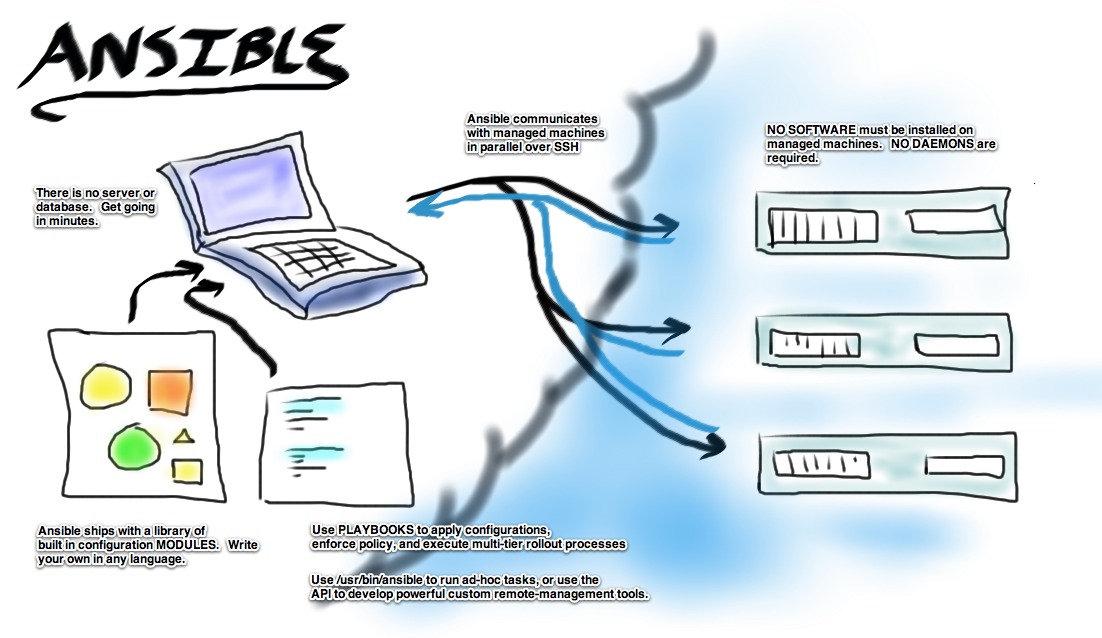 ANSIBLE
Ansible communicates
with managed machines
in parallel over SSH
NO SOFTWARE must be installed on
managed machines.  NO DAEMONS are
required.
There is no server or
database.  Get going
in minutes.
Ansible ships with a library of
built in configuration MODULES.  Write
your own in any language.
Use PLAYBOOKS to apply configurations,
enforce policy, and execute multi-tier rollout processes
Use /usr/bin/ansible to run ad-hoc tasks, or use the
API to develop powerful custom remote-management tools.